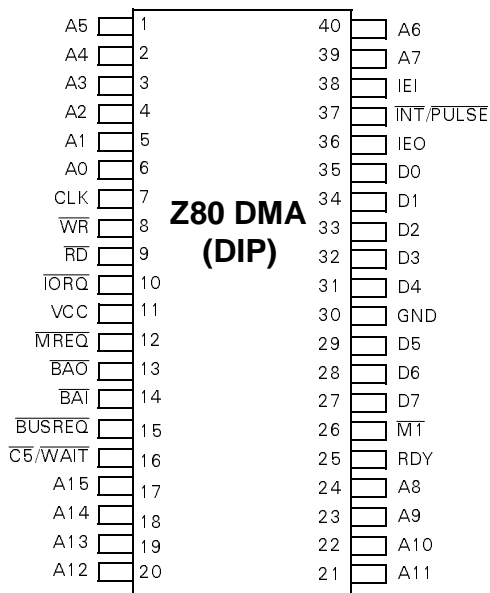 A5 1 40 A6
A4 2 39 A7
A3 3 38 IEI
A2 4 37 INT/PULSE
A1 5 36 IEO
A0 6 35 D0
CLK 7 34 D1
WR 8 33 D2
RD 9 32 D3
IORQ 10 31 D4
VCC 11 30 GND
MREQ 12 29 D5
BAO 13 28 D6
BAI 14 27 D7
BUSREQ 15 26 M1
C5/WAIT 16 25 RDY
A15 17 24 A8
A14 18 23 A9
A13 19 22 A10
A12 20 21 A11
Z80 DMA
(DIP)